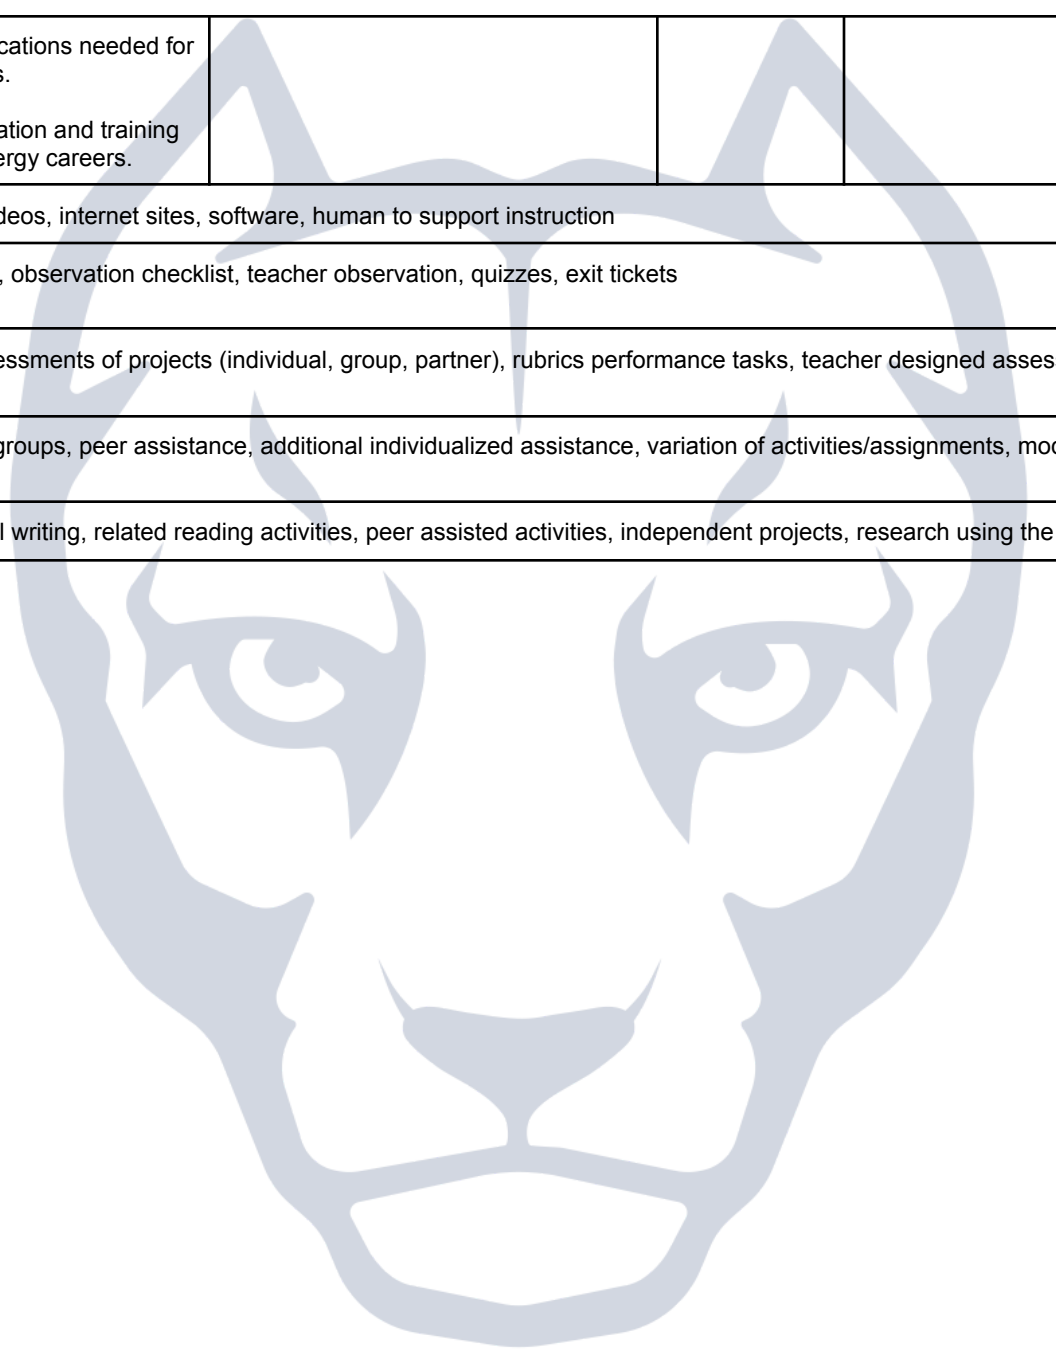 cations needed for
s.
ation and training
ergy careers.
deos, internet sites, software, human to support instruction
, observation checklist, teacher observation, quizzes, exit tickets
essments of projects (individual, group, partner), rubrics performance tasks, teacher designed asses
groups, peer assistance, additional individualized assistance, variation of activities/assignments, mod
l writing, related reading activities, peer assisted activities, independent projects, research using the